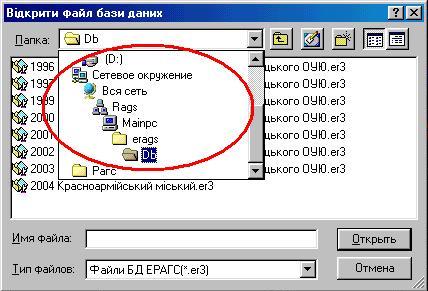 Відкрити Файл бази даних
Папка: Db
(D:)
Сетевое окружение
Вся сеть
Rags
Mainpc
erags
Db
Рагс
1996 цького ОУЮ.er3
1997 цького ОУЮ.er3
1999 цького ОУЮ.er3
2000 цького ОУЮ.er3
2001 цького ОУЮ.er3
2002 цького ОУЮ.er3
2003 цького ОУЮ.er3
2004 Красноармійський міський.er3
Имя файла: Открыть
Тип файлов: Файли БД ЕРАГС(*.er3) Отмена